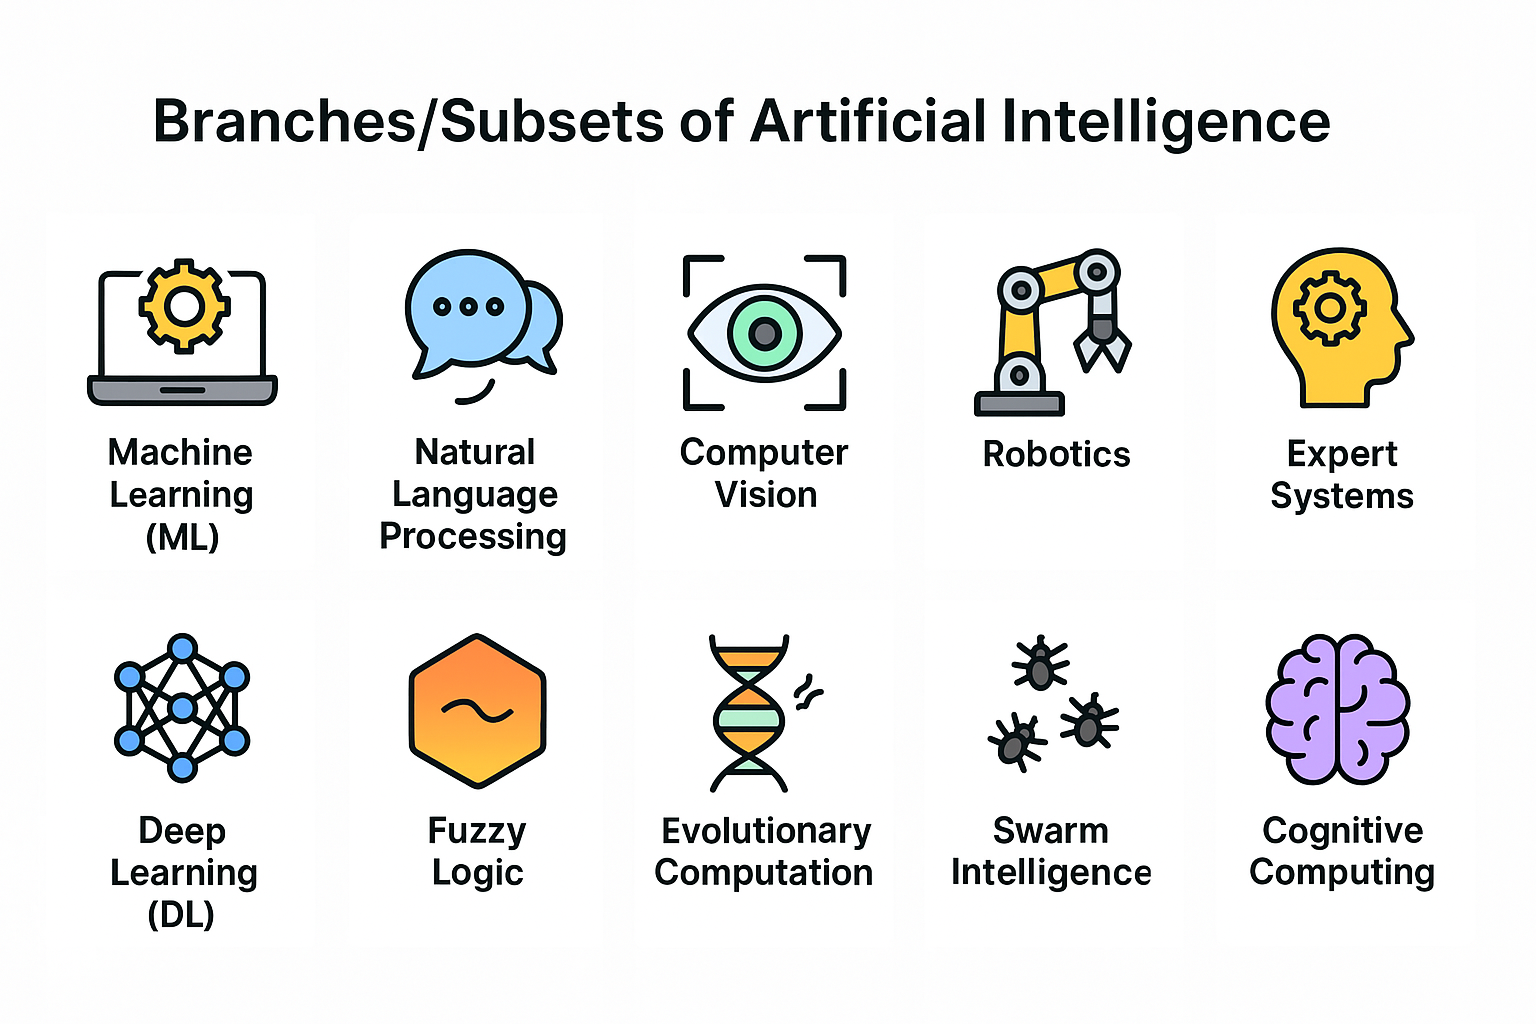 Branches/Subsets of Artificial Intelligence
Machine
Learning
(ML)
Natural
Language
Processing
Computer
Vision
Robotics
Expert
Systems
Deep
Learning
(DL)
Fuzzy
Logic
Evolutionary
Computation
Swarm
Intelligence
Cognitive
Computing